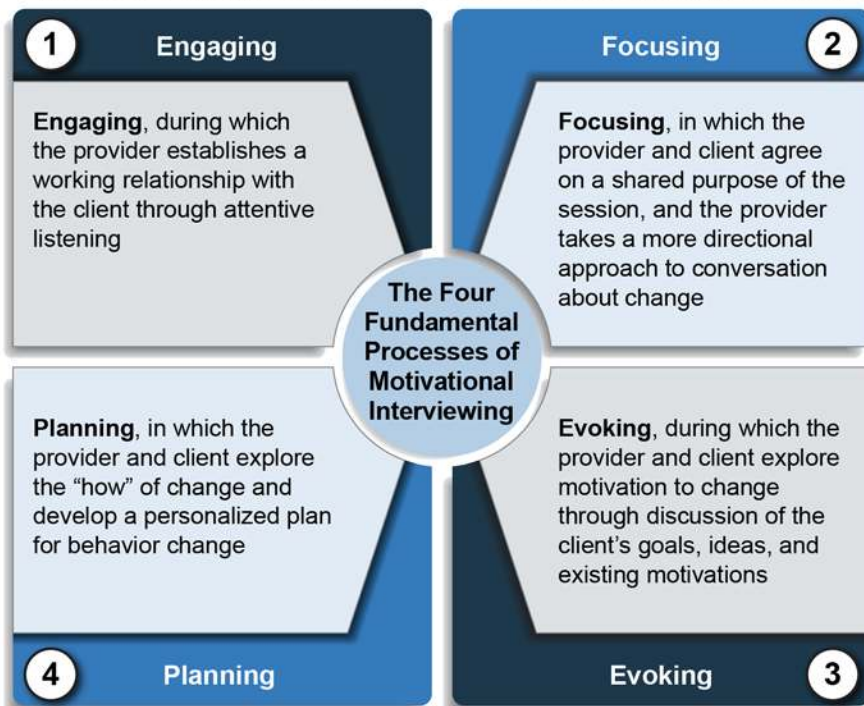 1
Engaging
Engaging, during which
the provider establishes a
working relationship with
the client through attentive
listening
Focusing
2
Focusing, in which the
provider and client agree
on a shared purpose of the
session, and the provider
takes a more directional
approach to conversation
about change
The Four
Fundamental
Processes of
Motivational
Interviewing
Evoking, during which the
provider and client explore
motivation to change
through discussion of the
client’s goals, ideas, and
existing motivations
Evoking
3
Planning, in which the
provider and client explore
the “how” of change and
develop a personalized plan
for behavior change
4
Planning